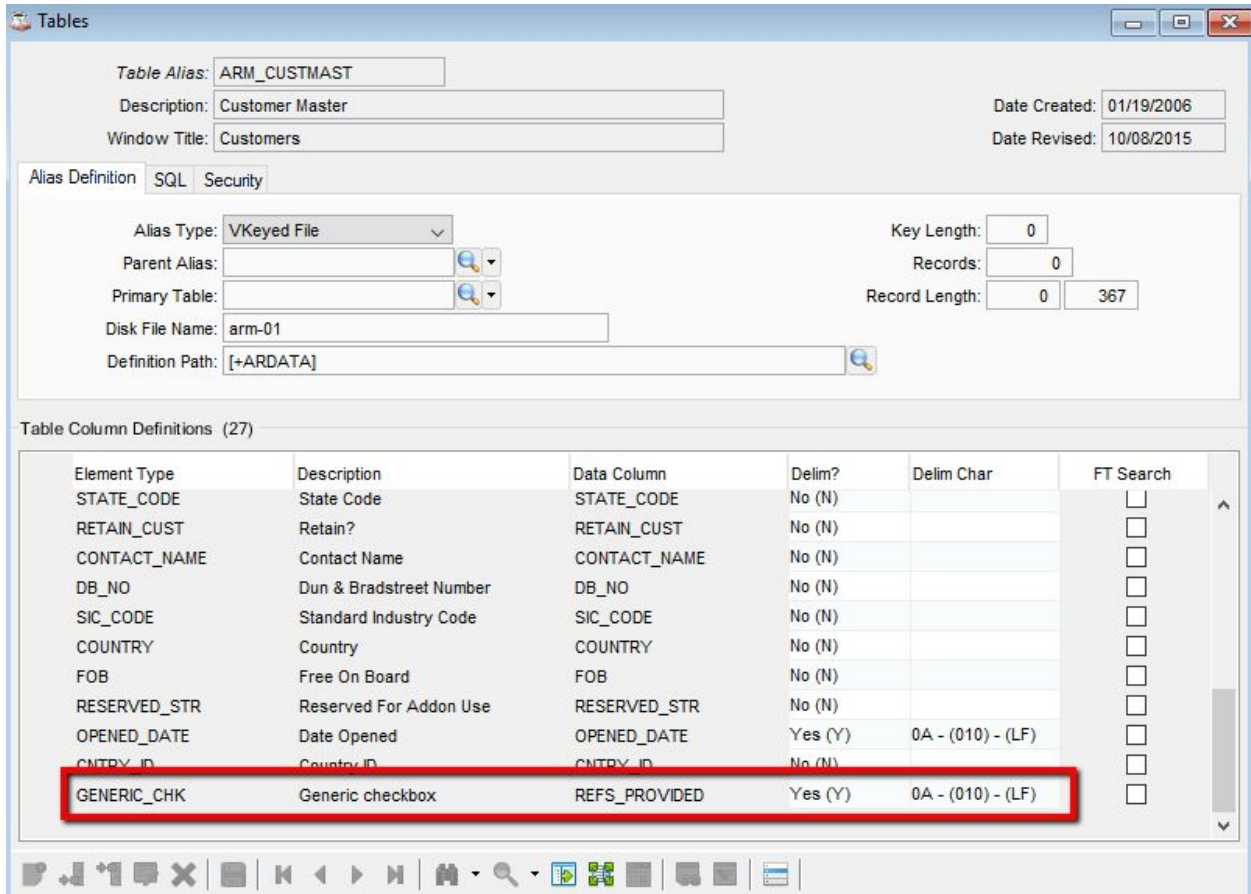 Tables
Table Alias: ARM_CUSTMAST
Description: Customer Master Date Created: 01/19/2006
Window Title: Customers Date Revised: 10/08/2015
Alias Definition SQL Security
Alias Type: VKeyed File Key Length: 0
Parent Alias: Records: 0
Primary Table: Record Length: 0 367
Disk File Name: arm-01
Definition Path: [+ARDATA]
Table Column Definitions (27)
Element Type Description Data Column Delim? Delim Char FT Search
STATE_CODE State Code STATE_CODE No (N)
RETAIN_CUST Retain? RETAIN_CUST No (N)
CONTACT_NAME Contact Name CONTACT_NAME No (N)
DB_NO Dun & Bradstreet Number DB_NO No (N)
SIC_CODE Standard Industry Code SIC_CODE No (N)
COUNTRY Country COUNTRY No (N)
FOB Free On Board FOB No (N)
RESERVED_STR Reserved For Addon Use RESERVED_STR No (N)
OPENED_DATE Date Opened OPENED_DATE Yes (Y) 0A - (010) - (LF)
CNTRY_ID Country ID CNTRY_ID No (N)
GENERIC_CHK Generic checkbox REFS_PROVIDED Yes (Y) 0A - (010) - (LF)